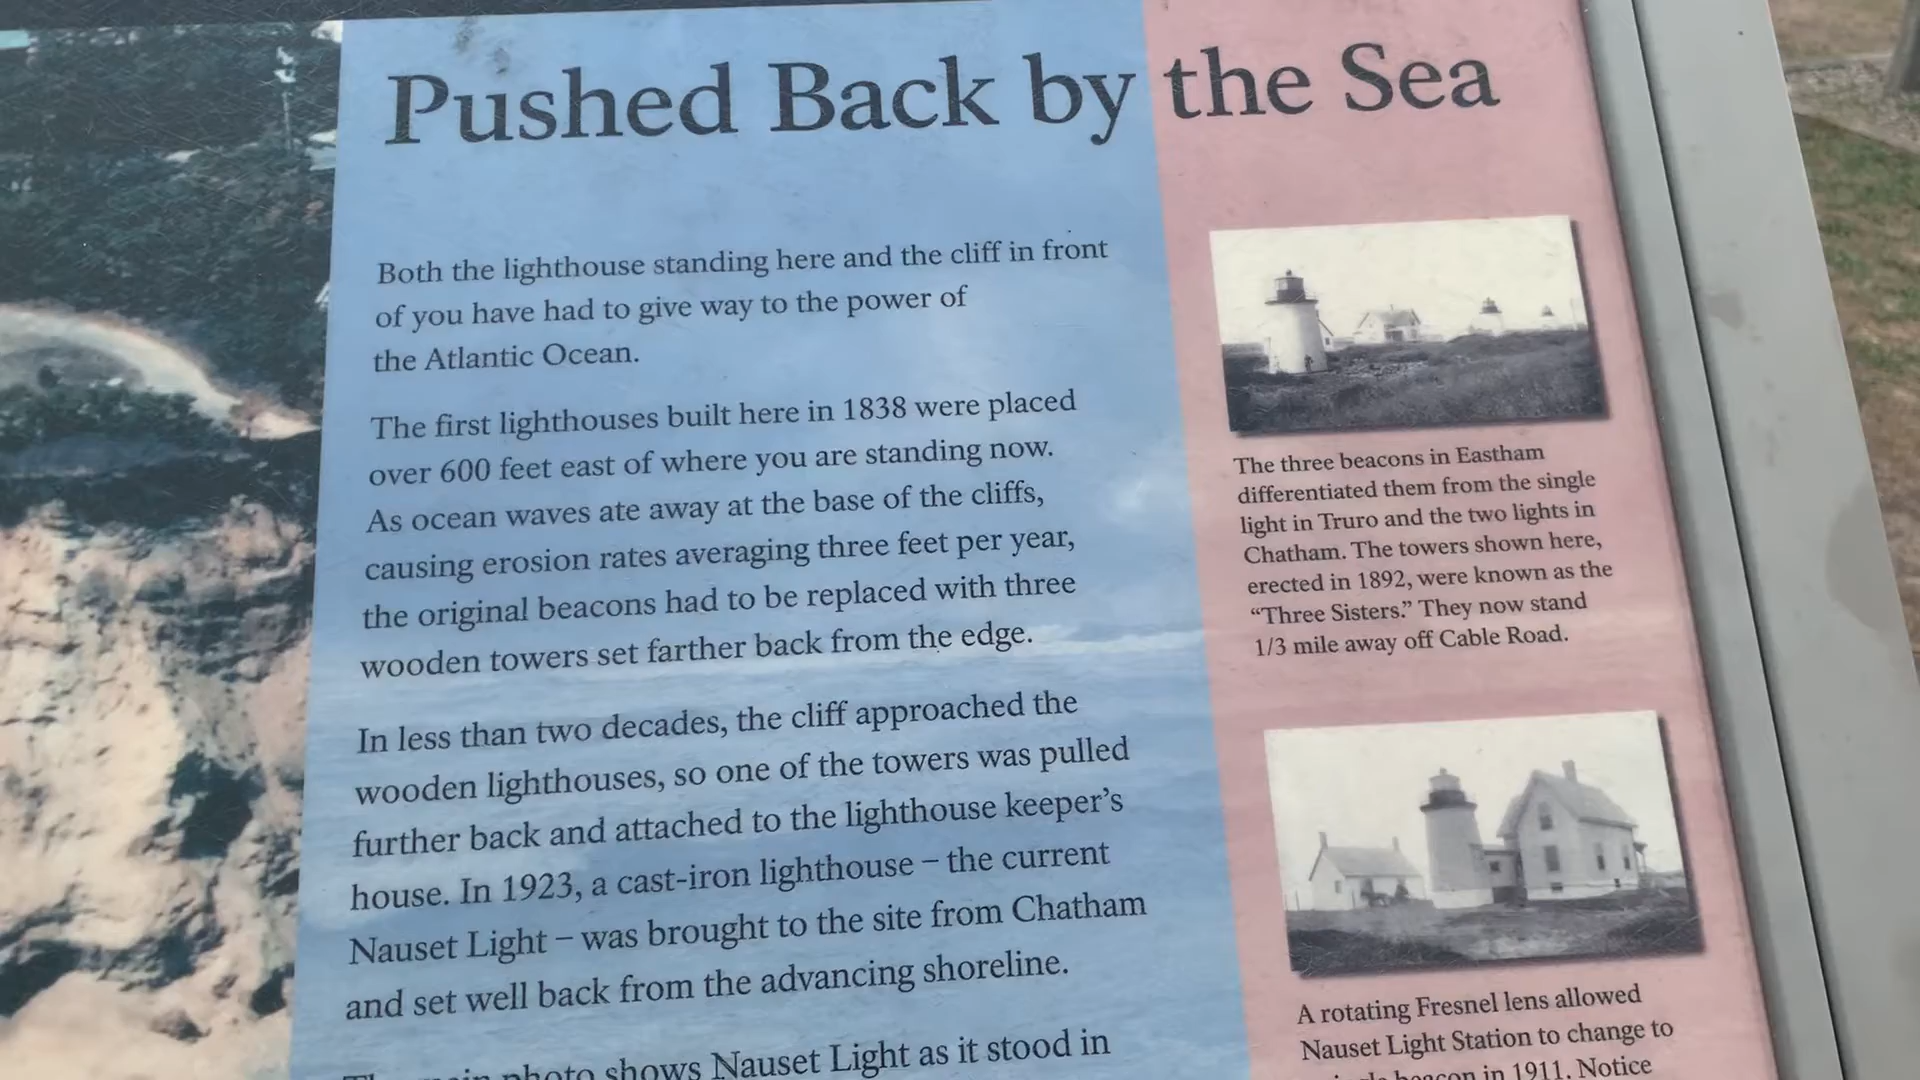 Pushed Back by the Sea
Both the lighthouse standing here and the cliff in front
of you have had to give way to the power of
the Atlantic Ocean.
The first lighthouses built here in 1838 were placed
over 600 feet east of where you are standing now.
As ocean waves ate away at the base of the cliffs,
causing erosion rates averaging three feet per year,
the original beacons had to be replaced with three
wooden towers set farther back from the edge.
In less than two decades, the cliff approached the
wooden lighthouses, so one of the towers was pulled
further back and attached to the lighthouse keeper's
house. In 1923, a cast-iron lighthouse – the current
Nauset Light – was brought to the site from Chatham
and set well back from the advancing shoreline.
photo shows Nauset Light as it stood in
The three beacons in Eastham
differentiated them from the single
light in Truro and the two lights in
Chatham. The towers shown here,
erected in 1892, were known as the
“Three Sisters.” They now stand
1/3 mile away off Cable Road.
A rotating Fresnel lens allowed
Nauset Light Station to change to
beacon in 1911. Notice